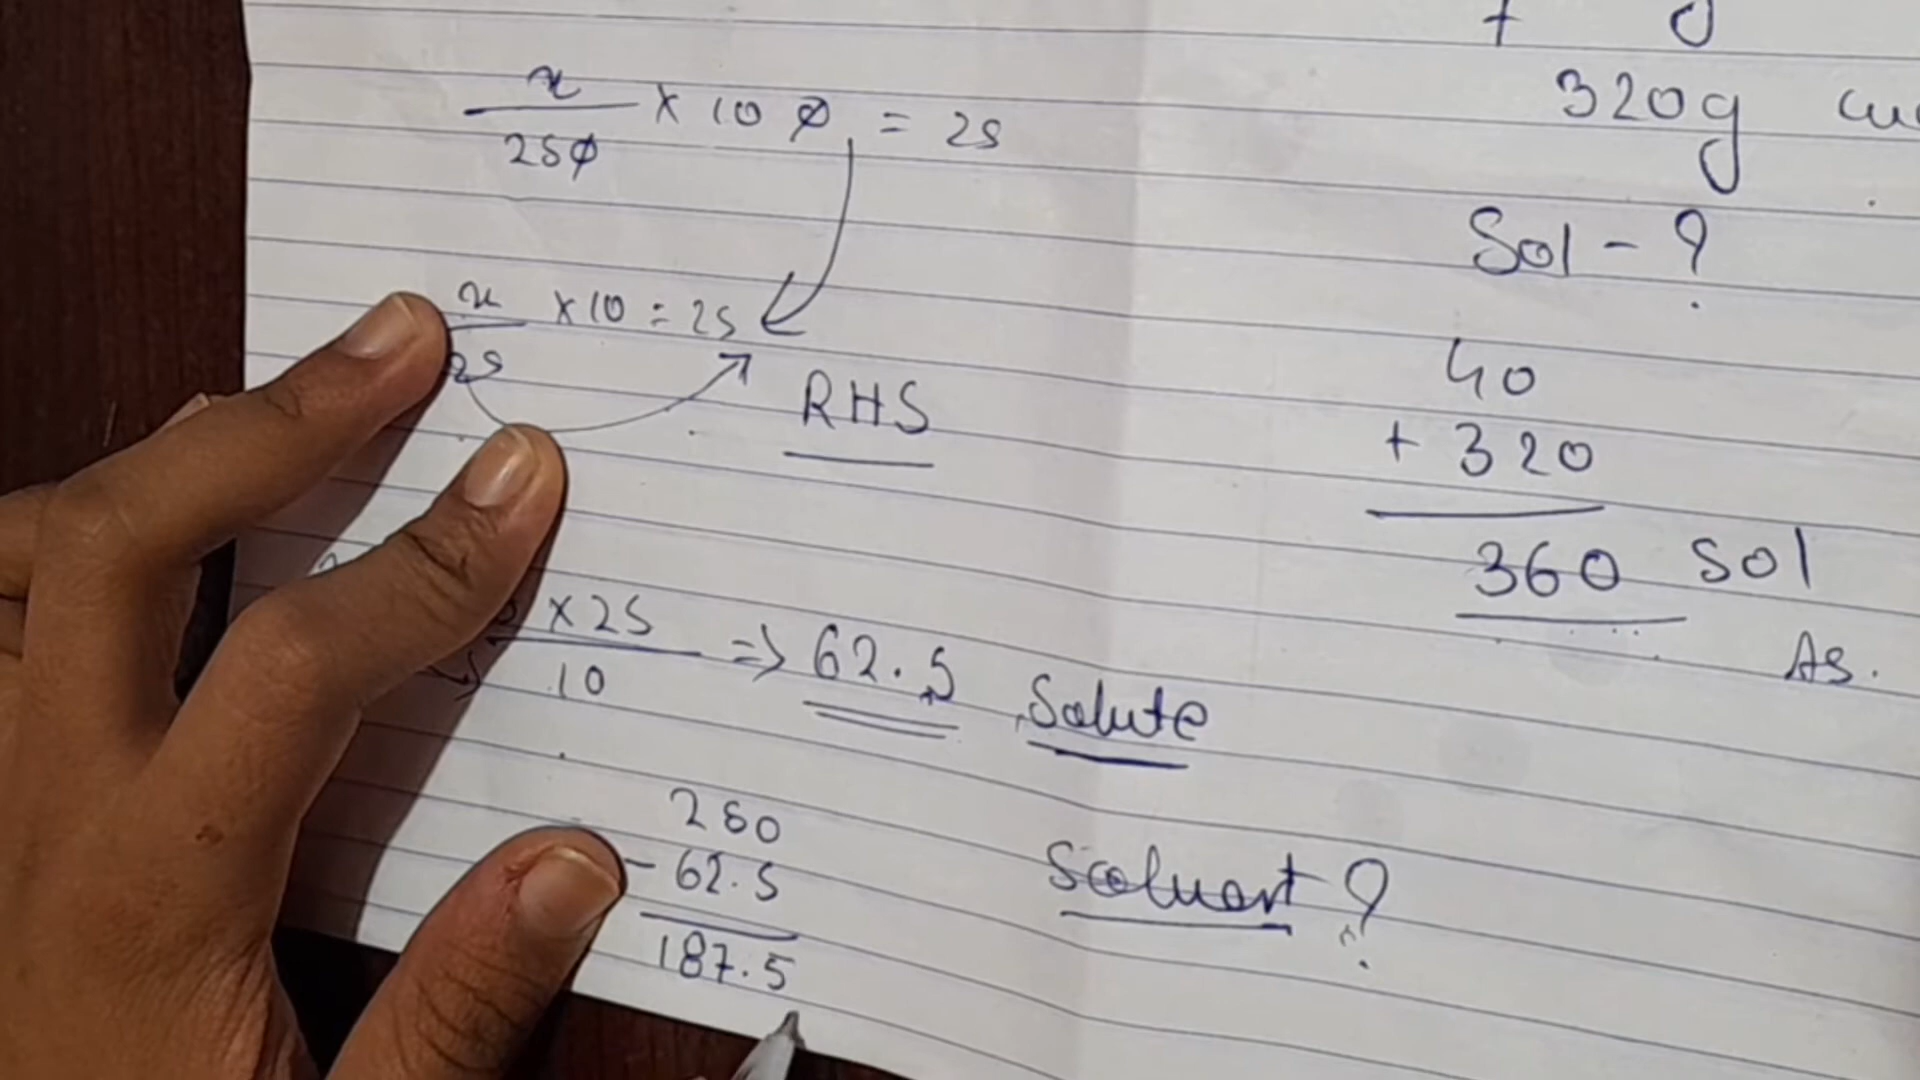 x/250 × 100 = 25
x/25 × 10 = 25
RHS
× 25 / 10 => 62.5 Solute
250
- 62.5
187.5
Solvent ?
320g
Sol - ?
40
+ 320
360 Sol
As.